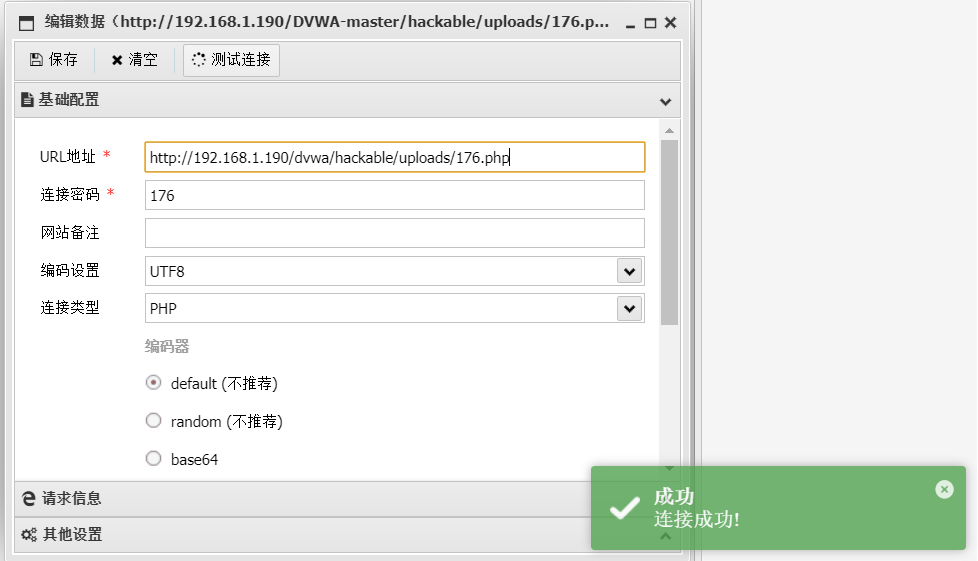 编辑数据（http://192.168.1.190/DVWA-master/hackable/uploads/176.p...
保存 清空 测试连接
基础配置
URL地址 * http://192.168.1.190/dvwa/hackable/uploads/176.php
连接密码 * 176
网站备注
编码设置 UTF8
连接类型 PHP
编码器
default (不推荐)
random (不推荐)
base64
请求信息
其他设置
成功
连接成功!